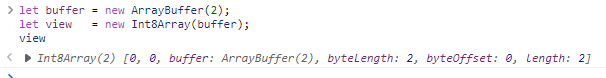 let buffer = new ArrayBuffer(2);
let view   = new Int8Array(buffer);
view
Int8Array(2) [0, 0, buffer: ArrayBuffer(2), byteLength: 2, byteOffset: 0, length: 2]